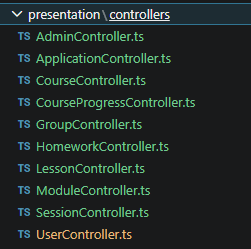 presentation\controllers
TS AdminController.ts
TS ApplicationController.ts
TS CourseController.ts
TS CourseProgressController.ts
TS GroupController.ts
TS HomeworkController.ts
TS LessonController.ts
TS ModuleController.ts
TS SessionController.ts
TS UserController.ts